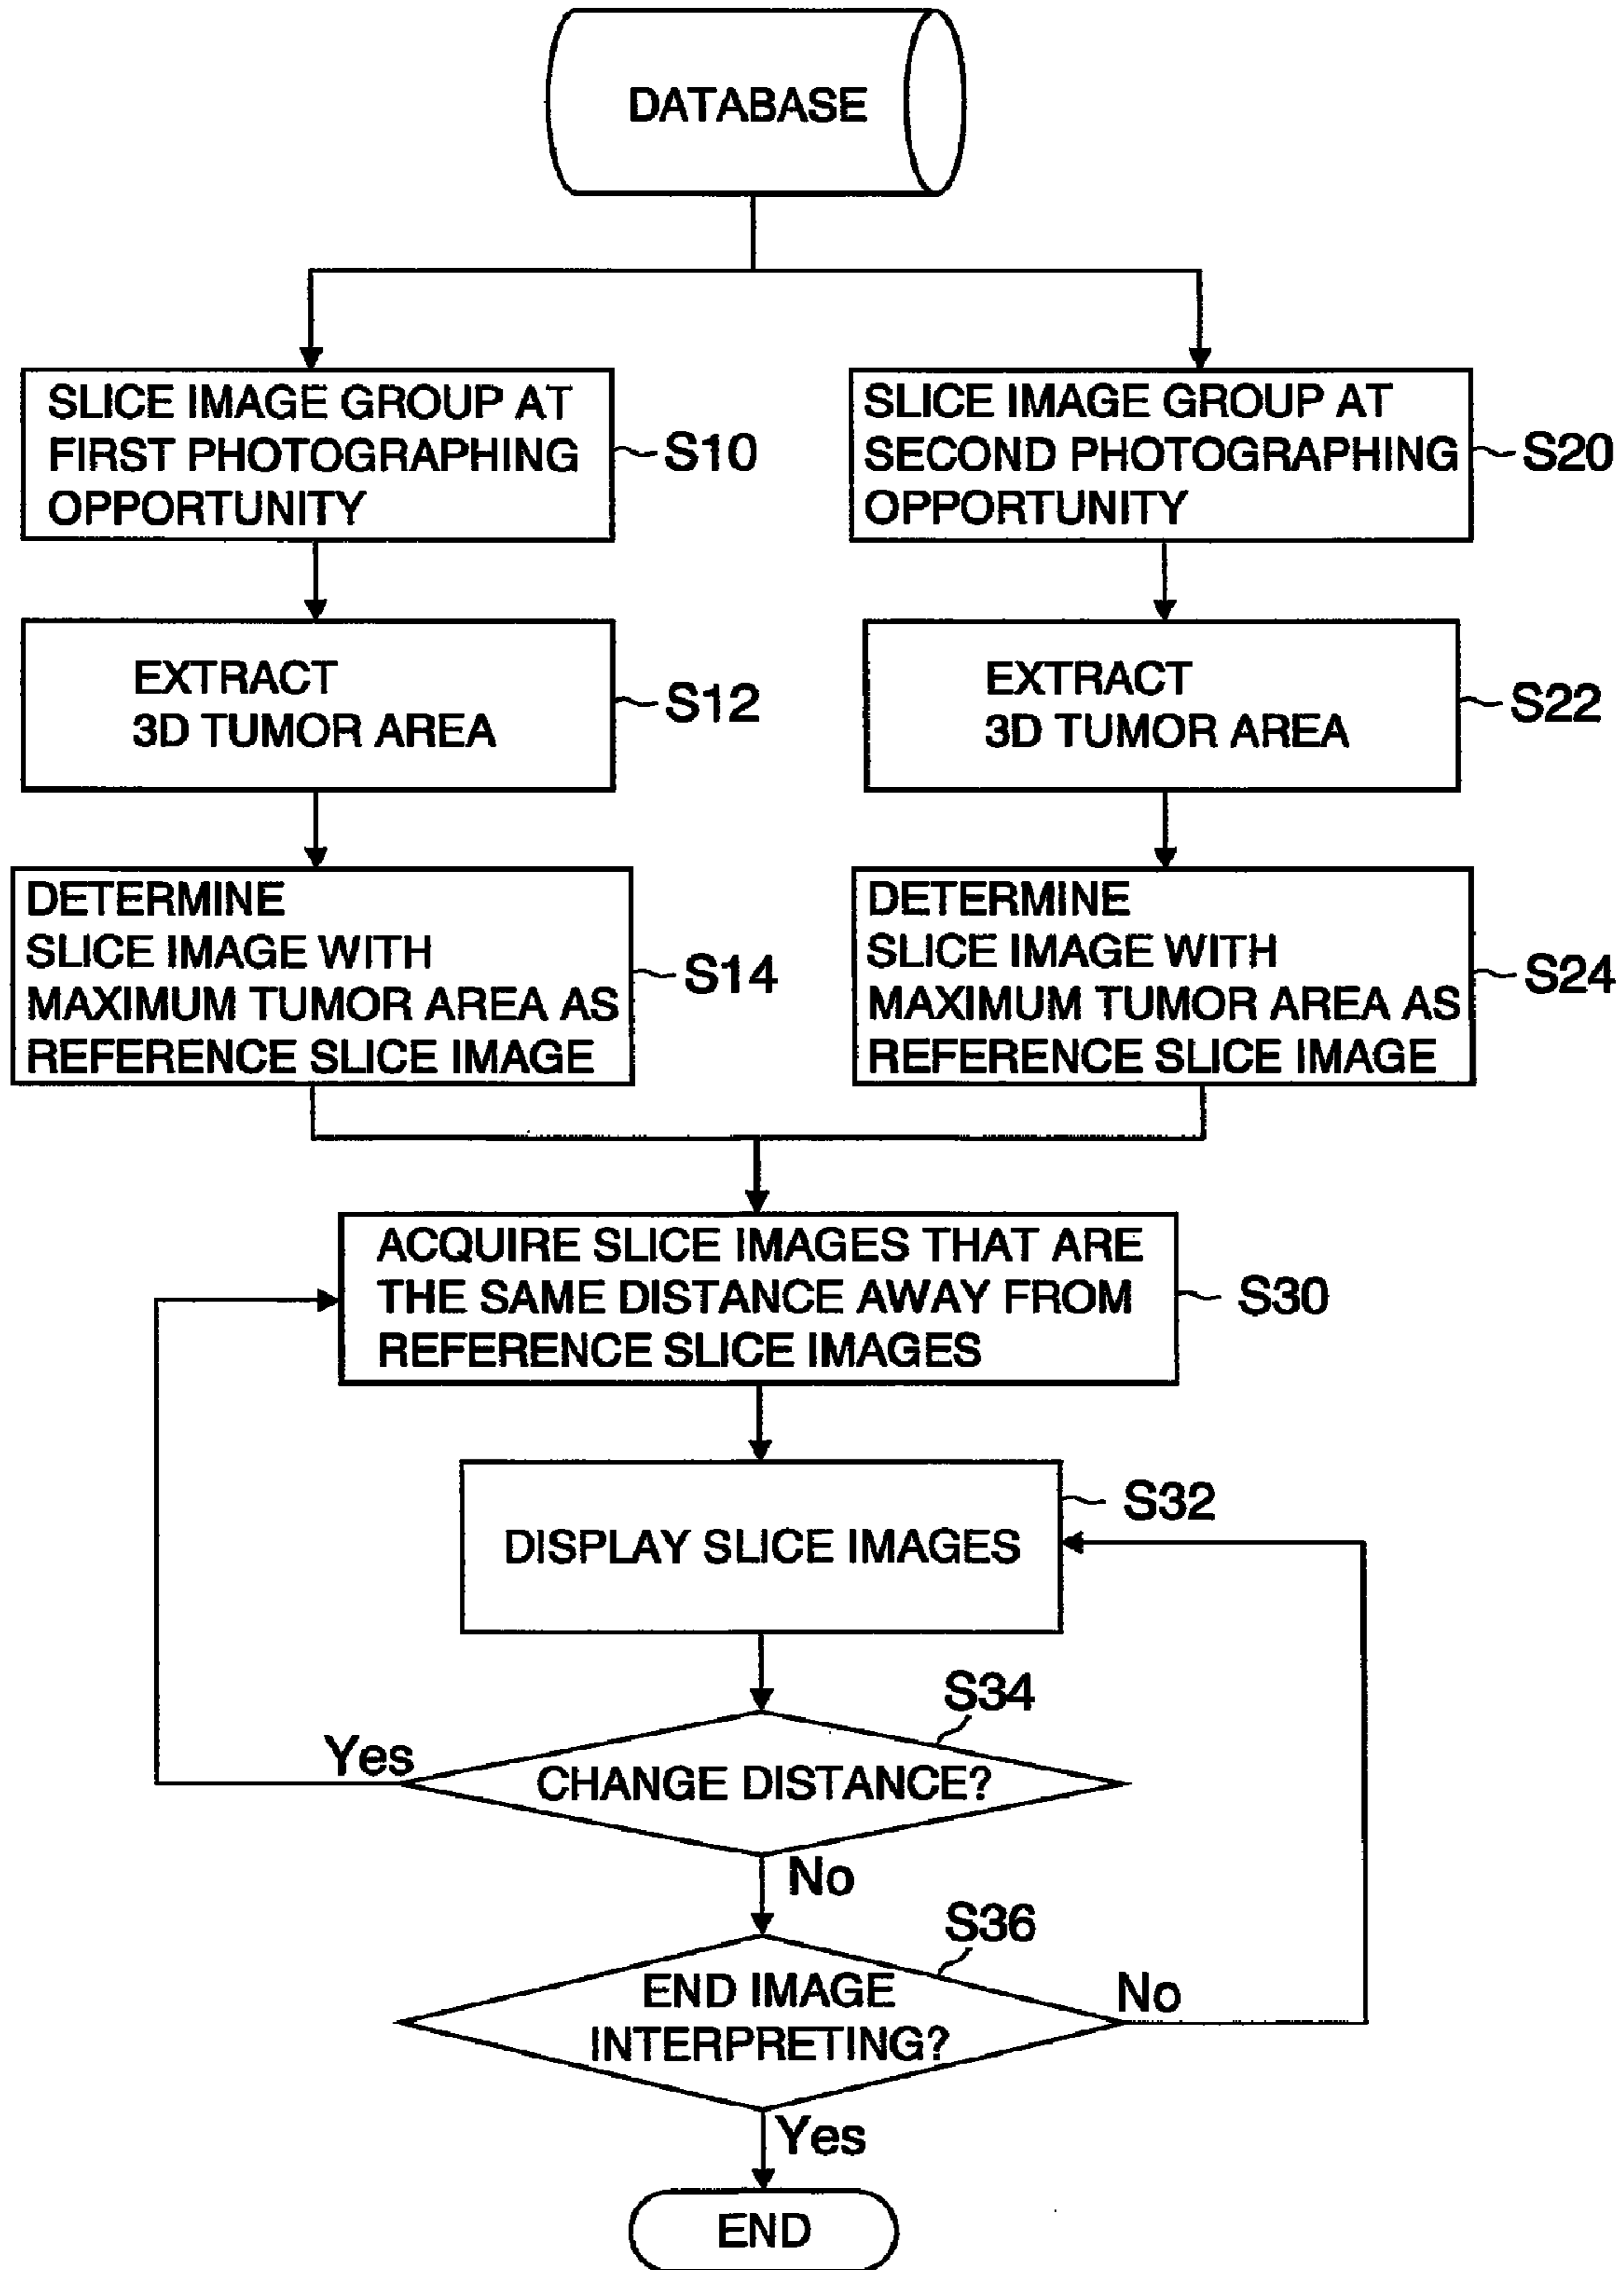 DATABASE
SLICE IMAGE GROUP AT
FIRST PHOTOGRAPHING
OPPORTUNITY
S10
SLICE IMAGE GROUP AT
SECOND PHOTOGRAPHING
OPPORTUNITY
S20
EXTRACT
3D TUMOR AREA
S12
EXTRACT
3D TUMOR AREA
S22
DETERMINE
SLICE IMAGE WITH
MAXIMUM TUMOR AREA AS
REFERENCE SLICE IMAGE
S14
DETERMINE
SLICE IMAGE WITH
MAXIMUM TUMOR AREA AS
REFERENCE SLICE IMAGE
S24
ACQUIRE SLICE IMAGES THAT ARE
THE SAME DISTANCE AWAY FROM
REFERENCE SLICE IMAGES
S30
S32
DISPLAY SLICE IMAGES
S34
Yes
CHANGE DISTANCE?
No
S36
END IMAGE
INTERPRETING?
No
Yes
END